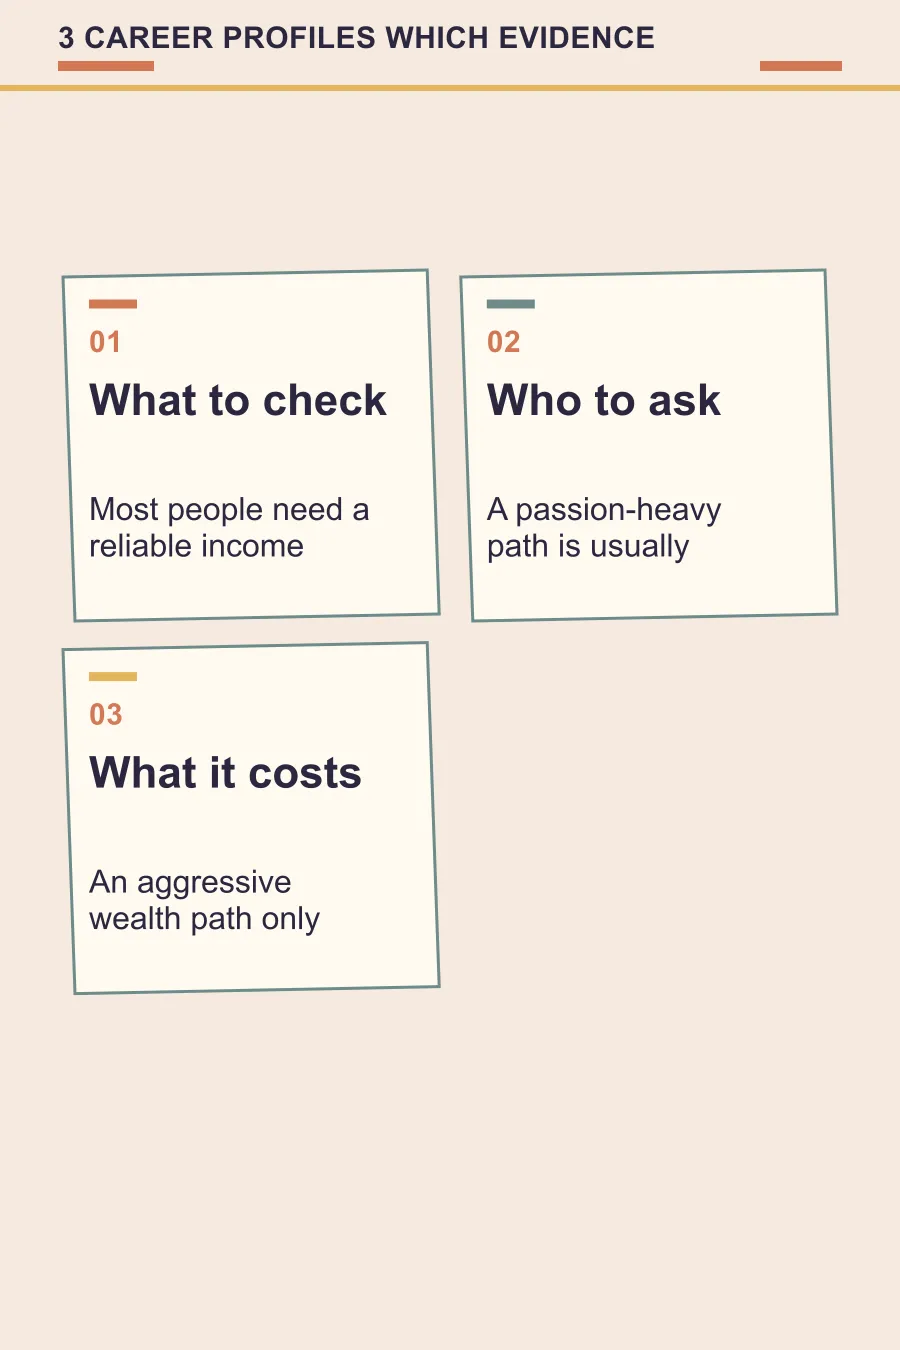 3 CAREER PROFILES WHICH EVIDENCE
01
What to check
Most people need a
reliable income
02
Who to ask
A passion-heavy
path is usually
03
What it costs
An aggressive
wealth path only